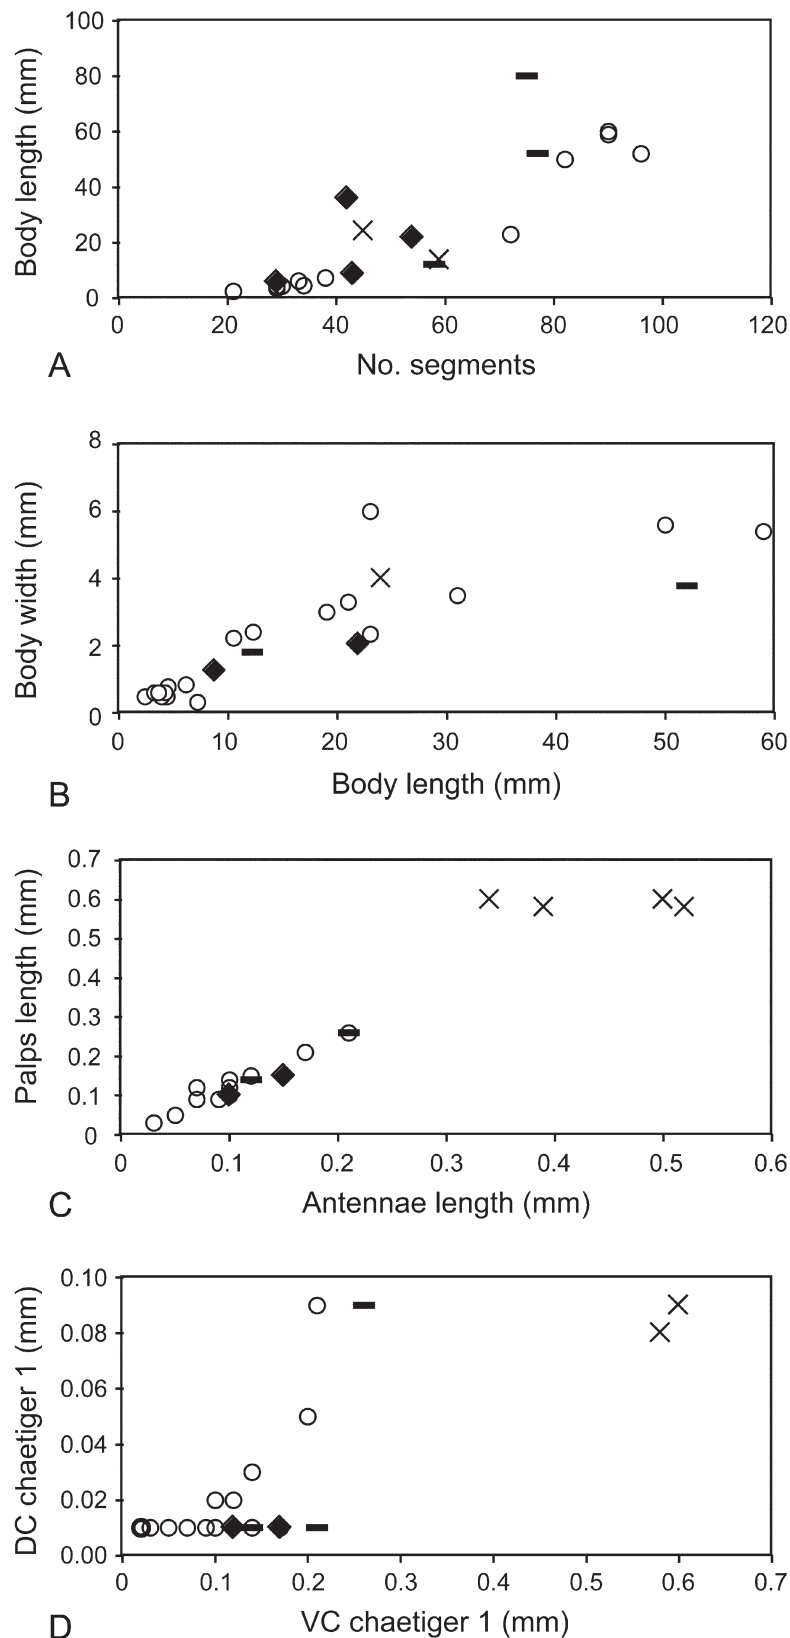 100
80
60
40
20
0
Body length (mm)
0 20 40 60 80 100 120
A No. segments
8
6
4
2
0
Body width (mm)
0 10 20 30 40 50 60
B Body length (mm)
0.7
0.6
0.5
0.4
0.3
0.2
0.1
0
Palps length (mm)
0 0.1 0.2 0.3 0.4 0.5 0.6
C Antennae length (mm)
0.10
0.08
0.06
0.04
0.02
0.00
DC chaetiger 1 (mm)
0 0.1 0.2 0.3 0.4 0.5 0.6 0.7
D VC chaetiger 1 (mm)